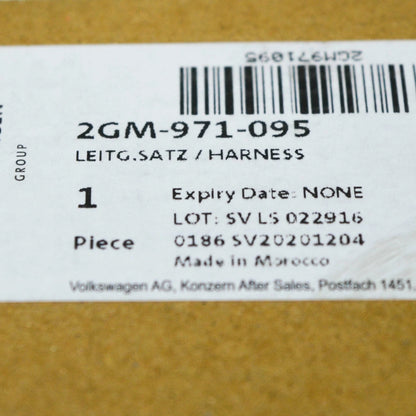 2GM971095
2GM-971-095
LEITG.SATZ / HARNESS
1 Expiry Date: NONE
LOT: SV LS 022916
Piece 0186 SV20201204
Made in Morocco
Volkswagen AG, Konzern After Sales, Postfach 1451,
GROUP